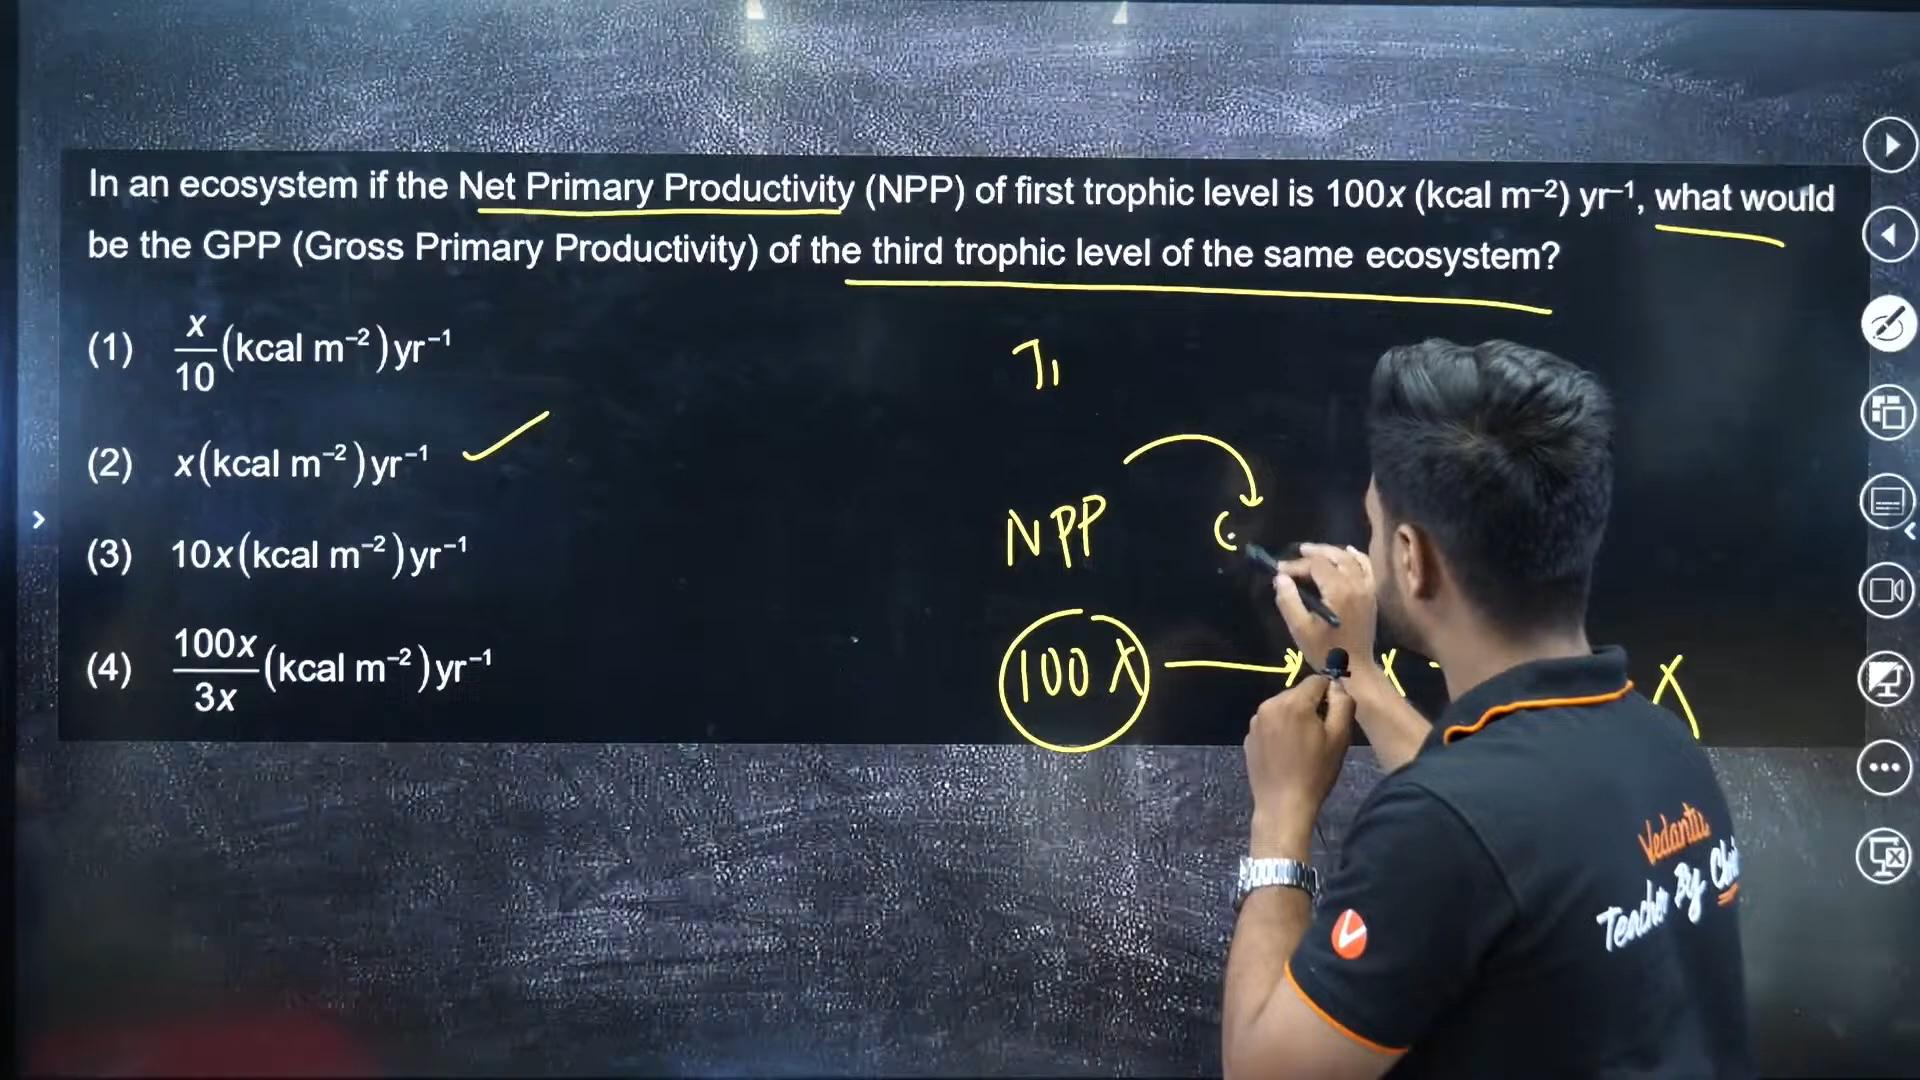 In an ecosystem if the Net Primary Productivity (NPP) of first trophic level is 100x (kcal m⁻²) yr⁻¹, what would
be the GPP (Gross Primary Productivity) of the third trophic level of the same ecosystem?
(1) x/10 (kcal m⁻²) yr⁻¹
(2) x(kcal m⁻²) yr⁻¹
(3) 10x(kcal m⁻²) yr⁻¹
(4) 100x/3x (kcal m⁻²) yr⁻¹
T₁
NPP
100 X → X X
Vedantu
Teacher By